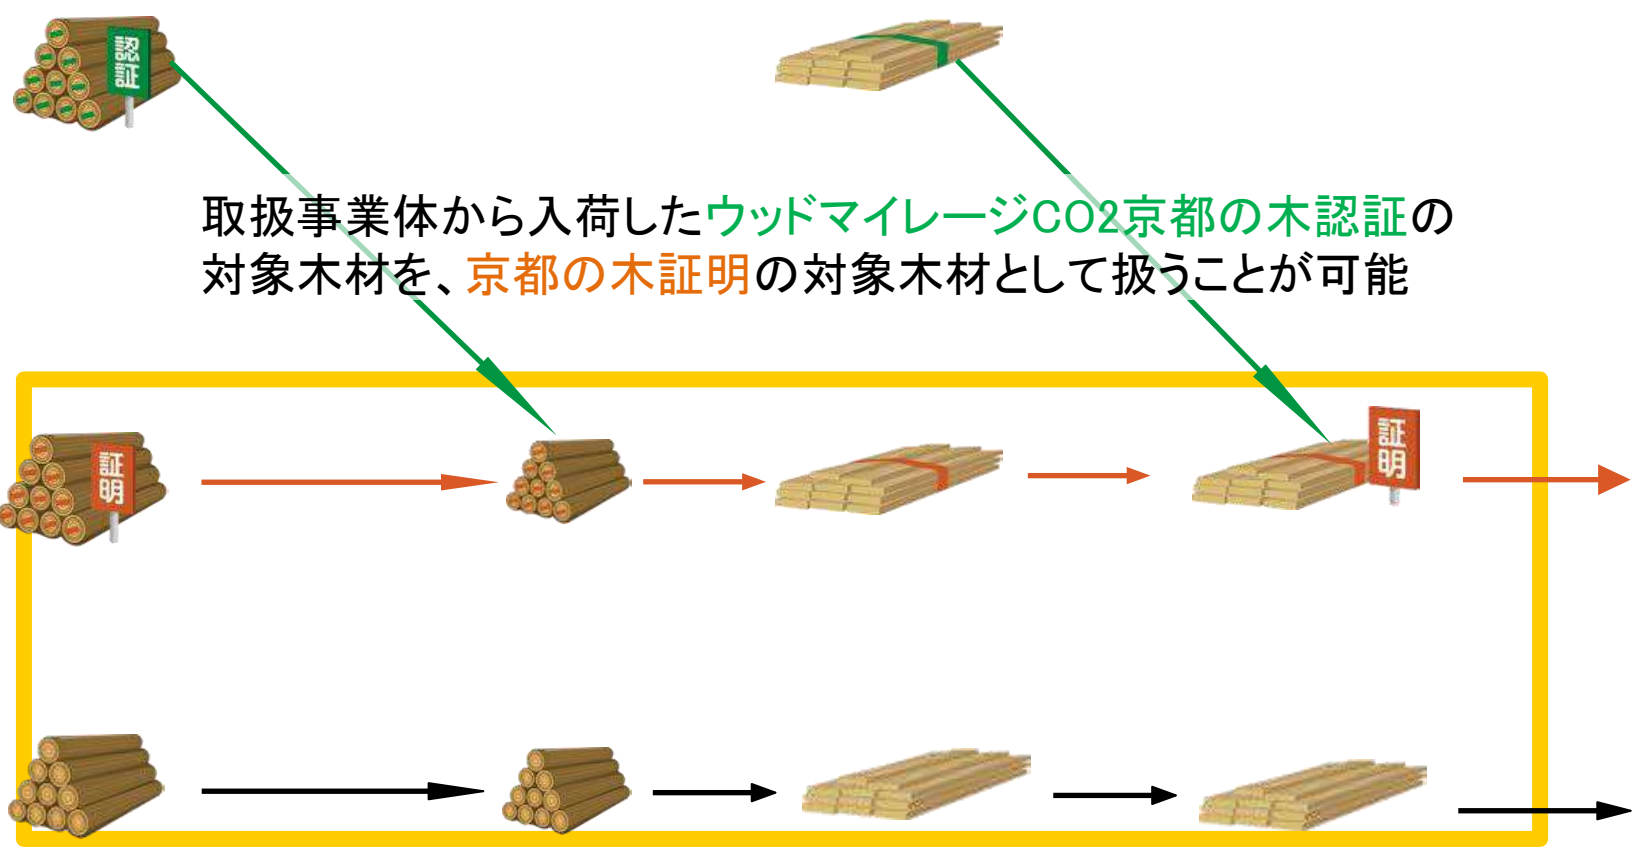 認証
取扱事業体から入荷したウッドマイレージCO2京都の木認証の
対象木材を、京都の木証明の対象木材として扱うことが可能
証明
証明